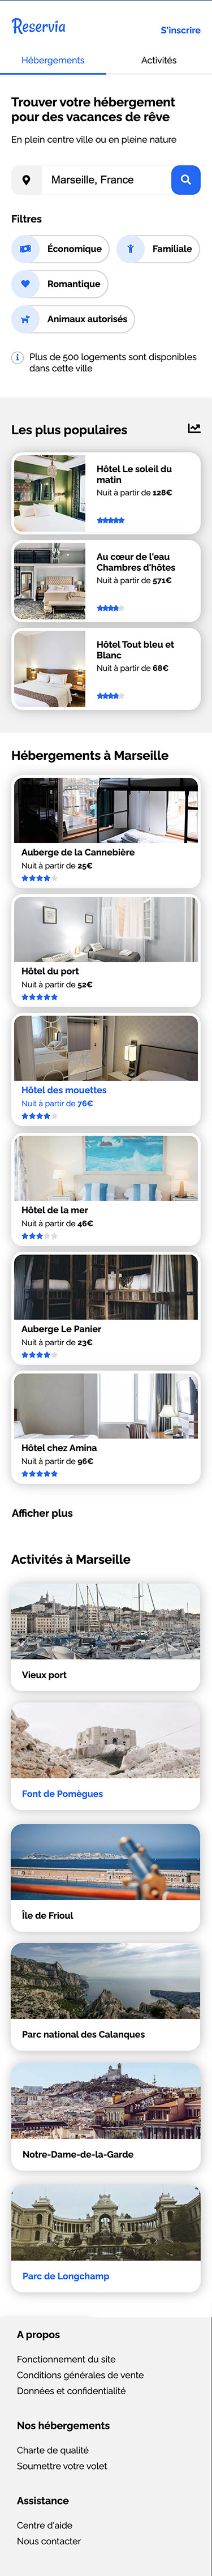 Reservia
S'inscrire
Hébergements
Activités
Trouver votre hébergement
pour des vacances de rêve
En plein centre ville ou en pleine nature
Marseille, France
Filtres
Économique
Familiale
Romantique
Animaux autorisés
Plus de 500 logements sont disponibles
dans cette ville
Les plus populaires
Hôtel Le soleil du
matin
Nuit à partir de 128€
Au cœur de l'eau
Chambres d'hôtes
Nuit à partir de 571€
Hôtel Tout bleu et
Blanc
Nuit à partir de 68€
Hébergements à Marseille
Auberge de la Cannebière
Nuit à partir de 25€
Hôtel du port
Nuit à partir de 52€
Hôtel des mouettes
Nuit à partir de 76€
Hôtel de la mer
Nuit à partir de 46€
Auberge Le Panier
Nuit à partir de 23€
Hôtel chez Amina
Nuit à partir de 96€
Afficher plus
Activités à Marseille
Vieux port
Font de Pomègues
Île de Frioul
Parc national des Calanques
Notre-Dame-de-la-Garde
Parc de Longchamp
A propos
Fonctionnement du site
Conditions générales de vente
Données et confidentialité
Nos hébergements
Charte de qualité
Soumettre votre volet
Assistance
Centre d'aide
Nous contacter